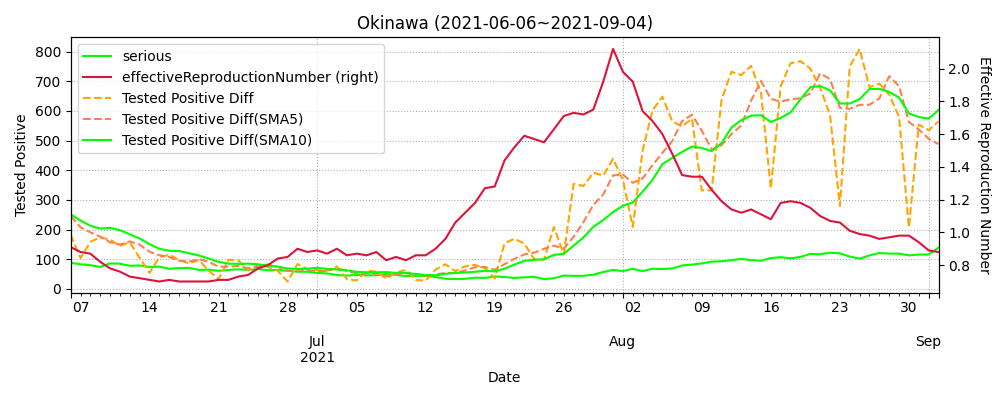 Okinawa (2021-06-06~2021-09-04)
serious
effectiveReproductionNumber (right)
Tested Positive Diff
Tested Positive Diff(SMA5)
Tested Positive Diff(SMA10)
Tested Positive
800
700
600
500
400
300
200
100
0
2.0
1.8
1.6
1.4
1.2
1.0
0.8
Effective Reproduction Number
07 14 21 28 05 12 19 26 02 09 16 23 30
Jul Aug Sep
2021
Date